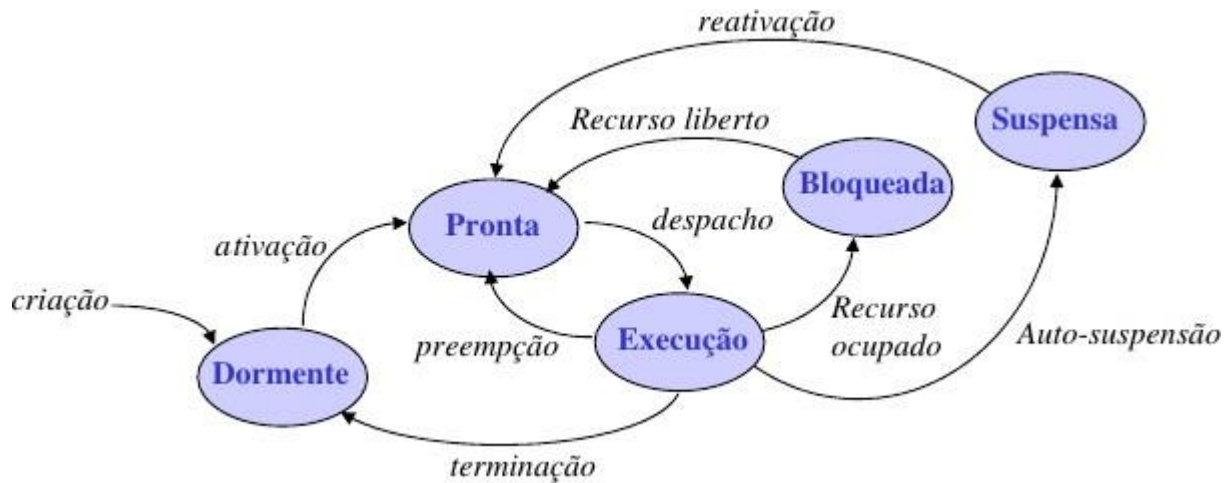 reativação
Suspensa
Recurso liberto
Bloqueada
Pronta
despacho
ativação
criação
Recurso
ocupado
Execução
preempção
Auto-suspensão
Dormente
terminação